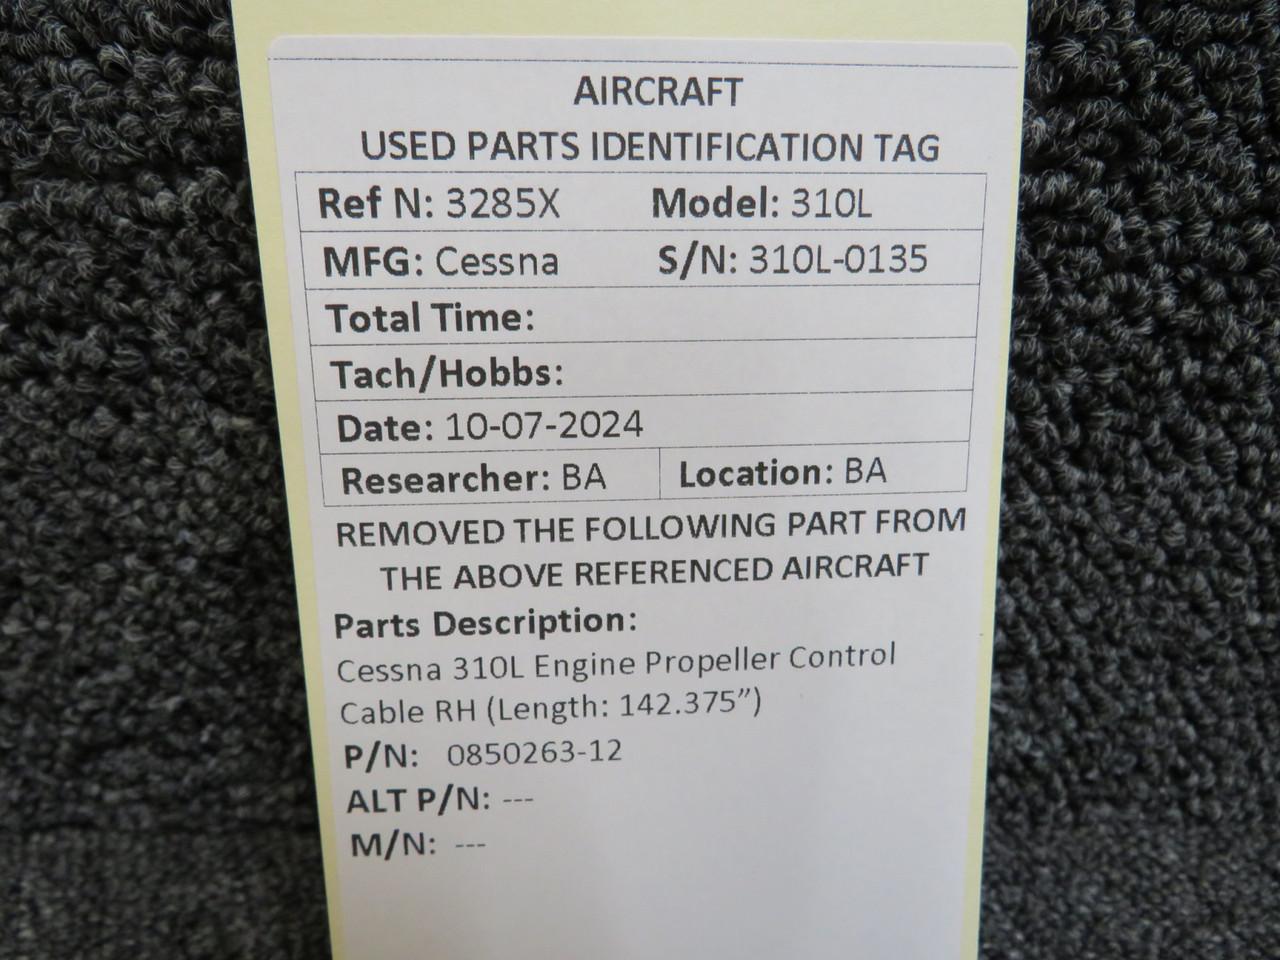 AIRCRAFT
USED PARTS IDENTIFICATION TAG
Ref N: 3285X Model: 310L
MFG: Cessna S/N: 310L-0135
Total Time:
Tach/Hobbs:
Date: 10-07-2024
Researcher: BA Location: BA
REMOVED THE FOLLOWING PART FROM
THE ABOVE REFERENCED AIRCRAFT
Parts Description:
Cessna 310L Engine Propeller Control
Cable RH (Length: 142.375”)
P/N: 0850263-12
ALT P/N: ---
M/N: ---